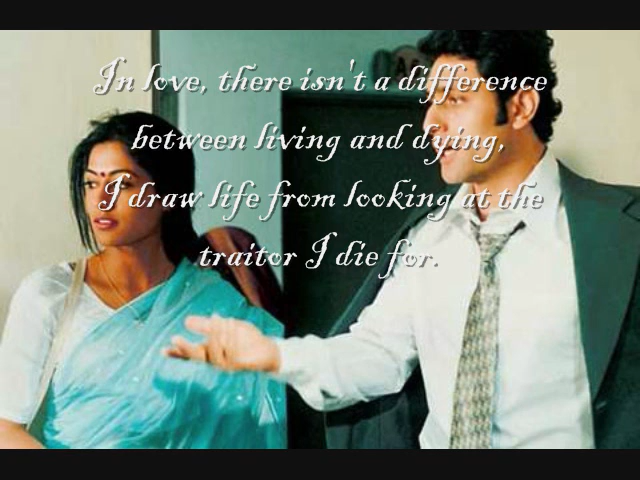 In love, there isn't a difference
between living and dying,
I draw life from looking at the
traitor I die for.